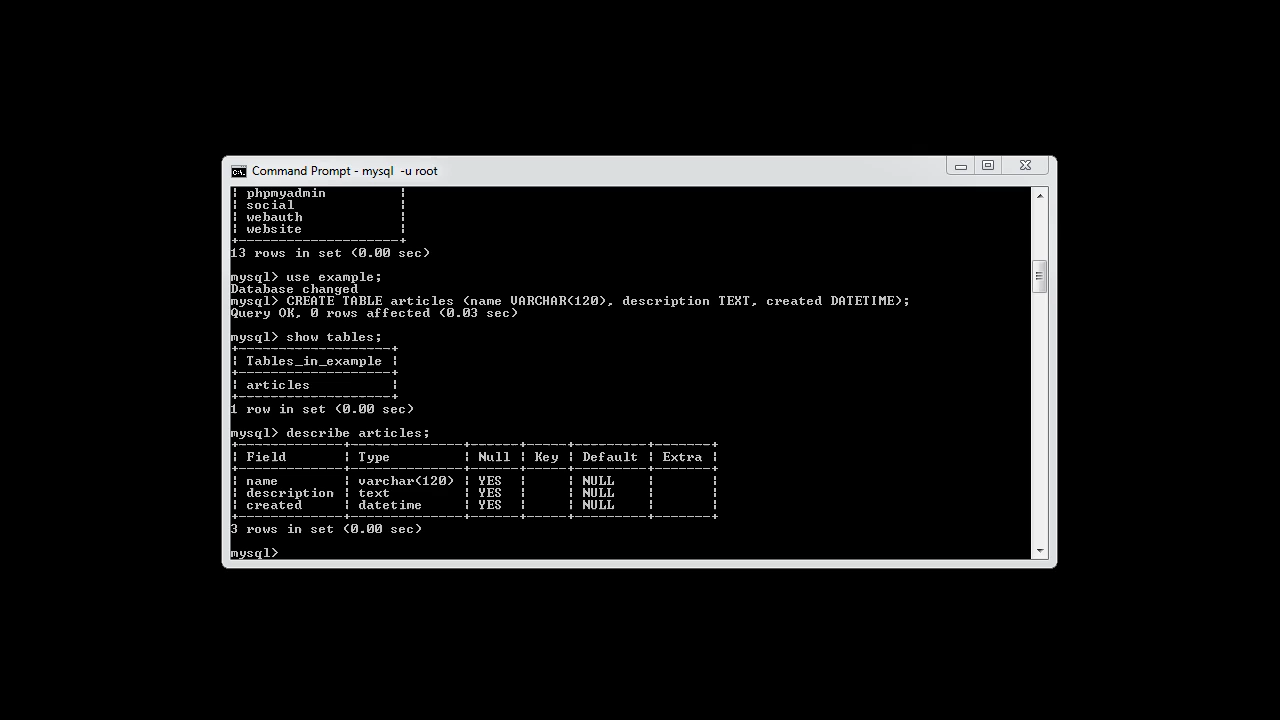 Command Prompt - mysql  -u root
| phpmyadmin         |
| social             |
| webauth            |
| website            |
+--------------------+
13 rows in set (0.00 sec)
mysql> use example;
Database changed
mysql> CREATE TABLE articles (name VARCHAR(120), description TEXT, created DATETIME);
Query OK, 0 rows affected (0.03 sec)
mysql> show tables;
+-------------------+
| Tables_in_example |
+-------------------+
| articles          |
+-------------------+
1 row in set (0.00 sec)
mysql> describe articles;
+-------------+--------------+------+-----+---------+-------+
| Field       | Type         | Null | Key | Default | Extra |
+-------------+--------------+------+-----+---------+-------+
| name        | varchar(120) | YES  |     | NULL    |       |
| description | text         | YES  |     | NULL    |       |
| created     | datetime     | YES  |     | NULL    |       |
+-------------+--------------+------+-----+---------+-------+
3 rows in set (0.00 sec)
mysql>